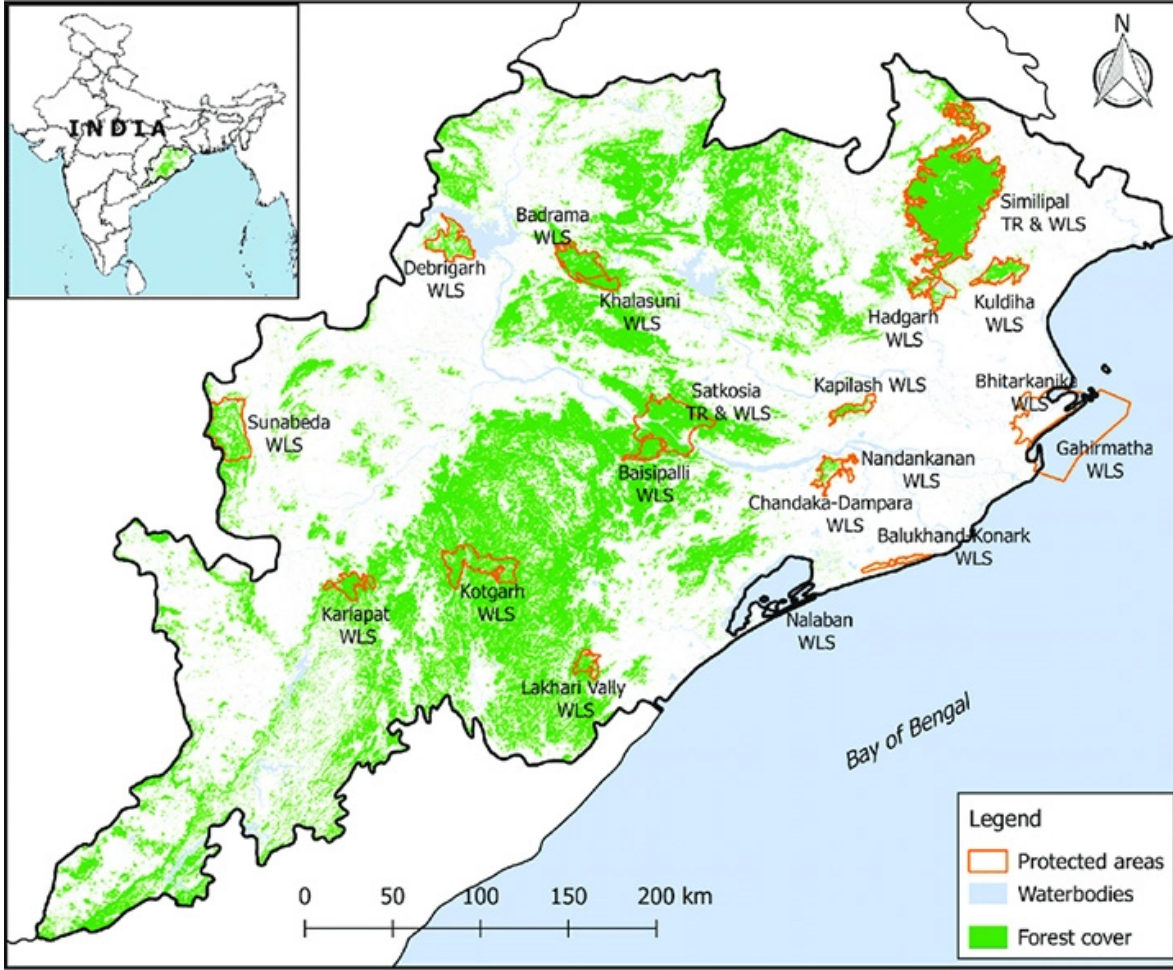 INDIA
N
Similipal
TR & WLS
Badrama
WLS
Debrigarh
WLS
Khalasuni
WLS
Hadgarh
WLS
Kuldiha
WLS
Satkosia
TR & WLS
Kapilash WLS
Bhitarkanika
WLS
Sunabeda
WLS
Gahirmatha
WLS
Baisipalli
WLS
Nandankanan
WLS
Chandaka-Dampara
WLS
Balukhand-Konark
WLS
Karlapat
WLS
Kotgarh
WLS
Nalaban
WLS
Lakhari Vally
WLS
Bay of Bengal
Legend
Protected areas
Waterbodies
Forest cover
0 50 100 150 200 km